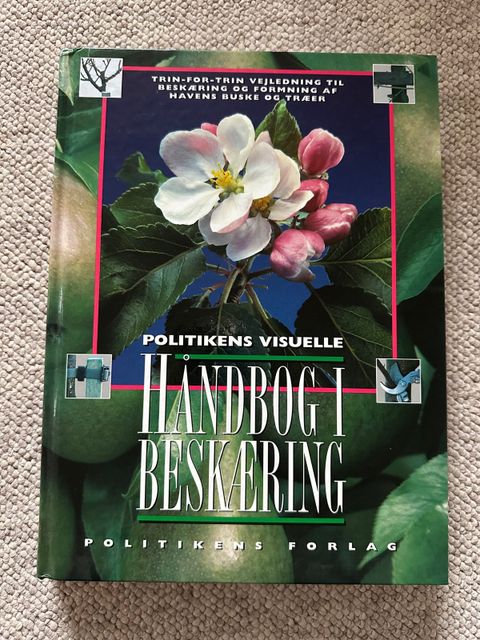 TRIN-FOR-TRIN VEJLEDNING TIL
BESKÆRING OG FORMNING AF
HAVENS BUSKE OG TRÆER
POLITIKENS VISUELLE
HÅNDBOG I
BESKÆRING
POLITIKENS FORLAG